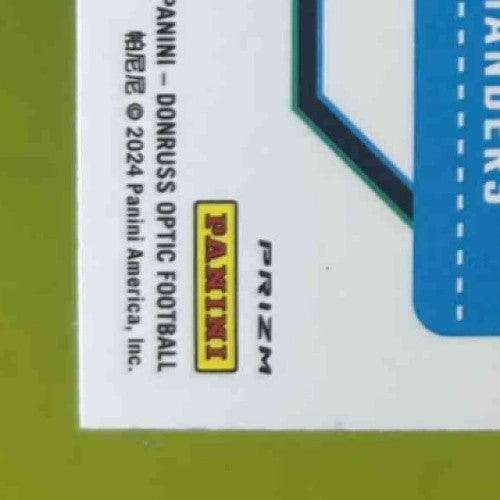 ANDERS
PRIZM
PANINI
PANINI – DONRUSS OPTIC FOOTBALL
帕尼尼 © 2024 Panini America, Inc.